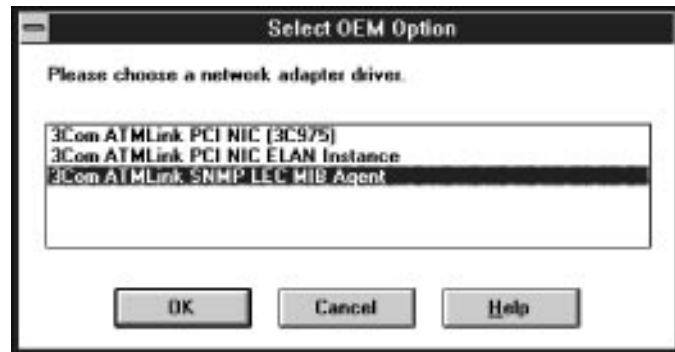 Select OEM Option
Please choose a network adapter driver.
3Com ATMLink PCI NIC (3C975)
3Com ATMLink PCI NIC ELAN Instance
3Com ATMLink SNMP LEC MIB Agent
OK Cancel Help